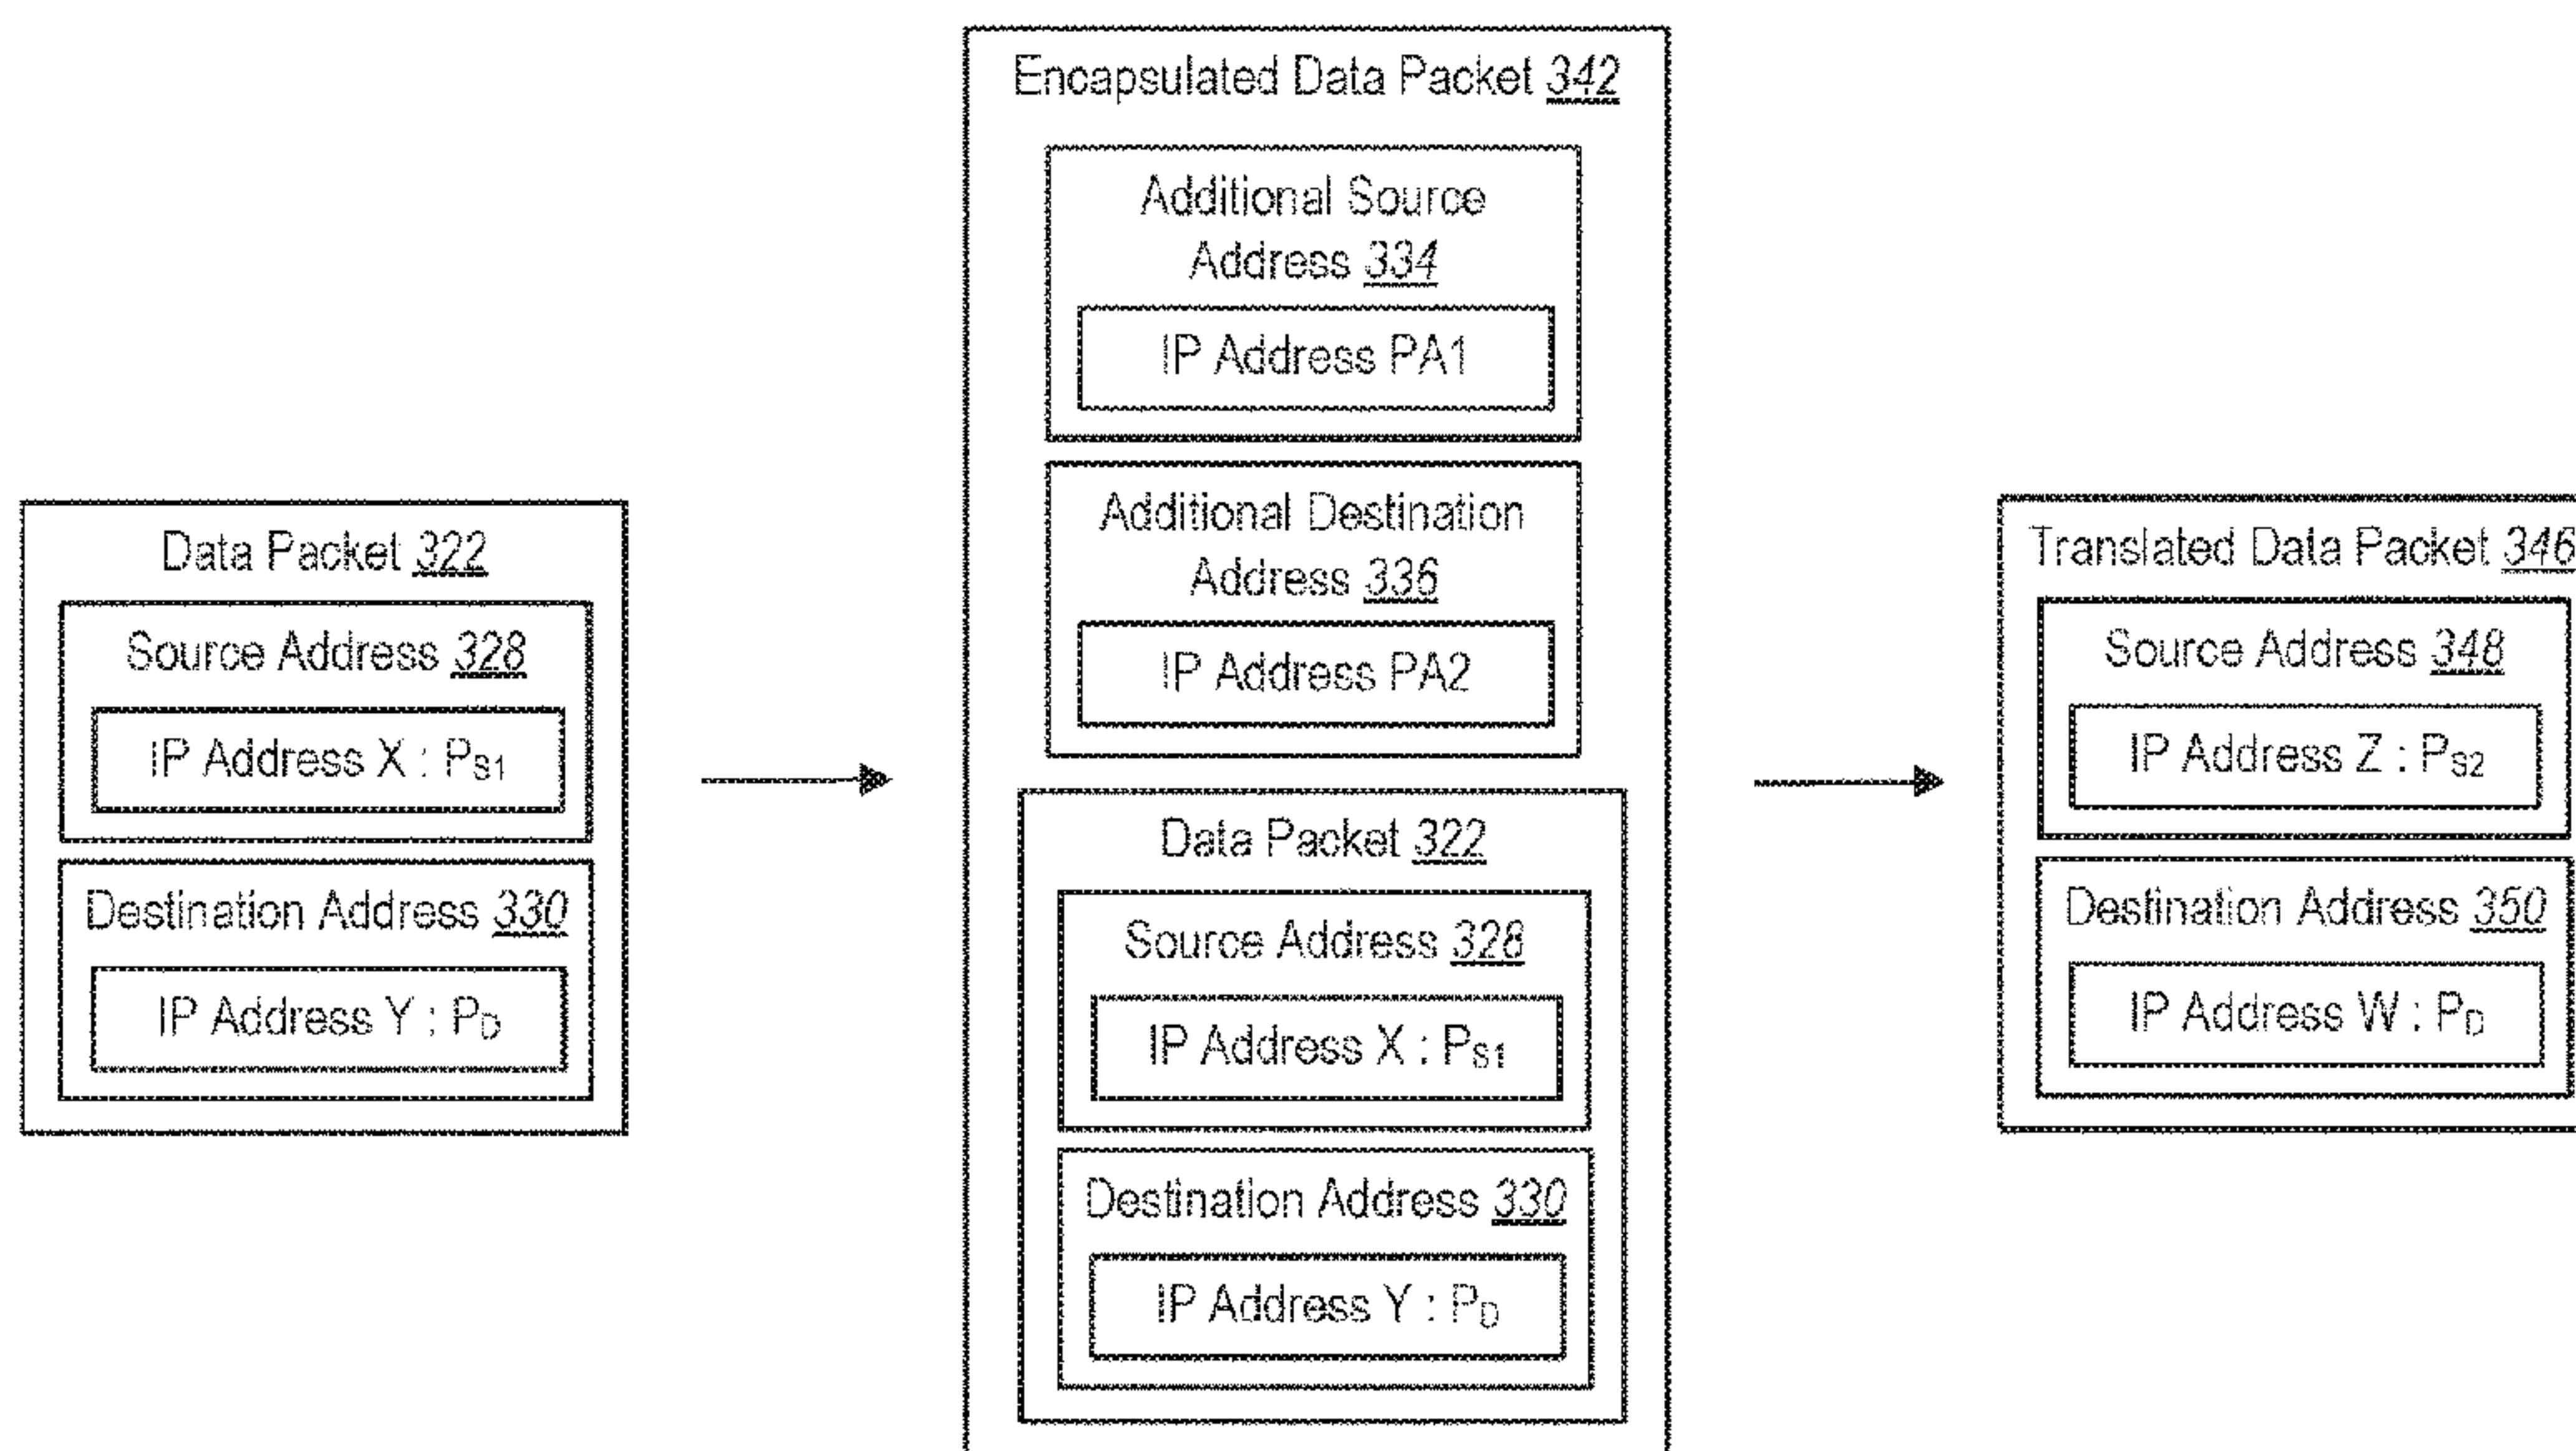 Data Packet 322
Source Address 328
IP Address X : PS1
Destination Address 330
IP Address Y : PD
Encapsulated Data Packet 342
Additional Source
Address 334
IP Address PA1
Additional Destination
Address 336
IP Address PA2
Data Packet 322
Source Address 328
IP Address X : PS1
Destination Address 330
IP Address Y : PD
Translated Data Packet 346
Source Address 348
IP Address Z : PS2
Destination Address 350
IP Address W : PD